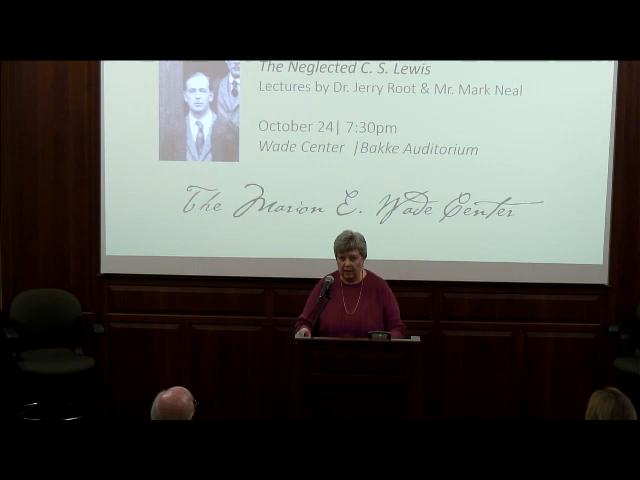 The Neglected C. S. Lewis
Lectures by Dr. Jerry Root & Mr. Mark Neal
October 24| 7:30pm
Wade Center |Bakke Auditorium
The Marion E. Wade Center